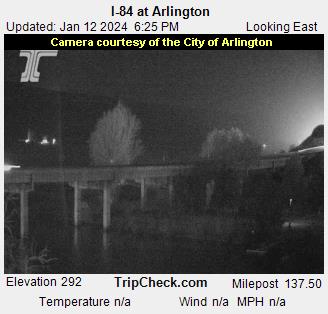 I-84 at Arlington
Updated: Jan 12 2024 6:25 PM Looking East
Camera courtesy of the City of Arlington
Elevation 292 TripCheck.com Milepost 137.50
Temperature n/a Wind n/a MPH n/a